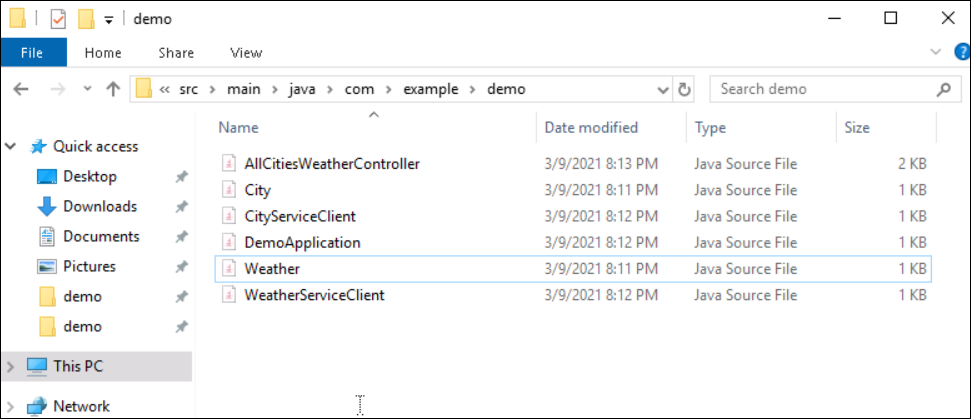 demo
File Home Share View
« src › main › java › com › example › demo Search demo
Name Date modified Type Size
Quick access
Desktop
Downloads
Documents
Pictures
demo
demo
This PC
Network
AllCitiesWeatherController 3/9/2021 8:13 PM Java Source File 2 KB
City 3/9/2021 8:11 PM Java Source File 1 KB
CityServiceClient 3/9/2021 8:12 PM Java Source File 1 KB
DemoApplication 3/9/2021 8:12 PM Java Source File 1 KB
Weather 3/9/2021 8:11 PM Java Source File 1 KB
WeatherServiceClient 3/9/2021 8:12 PM Java Source File 1 KB